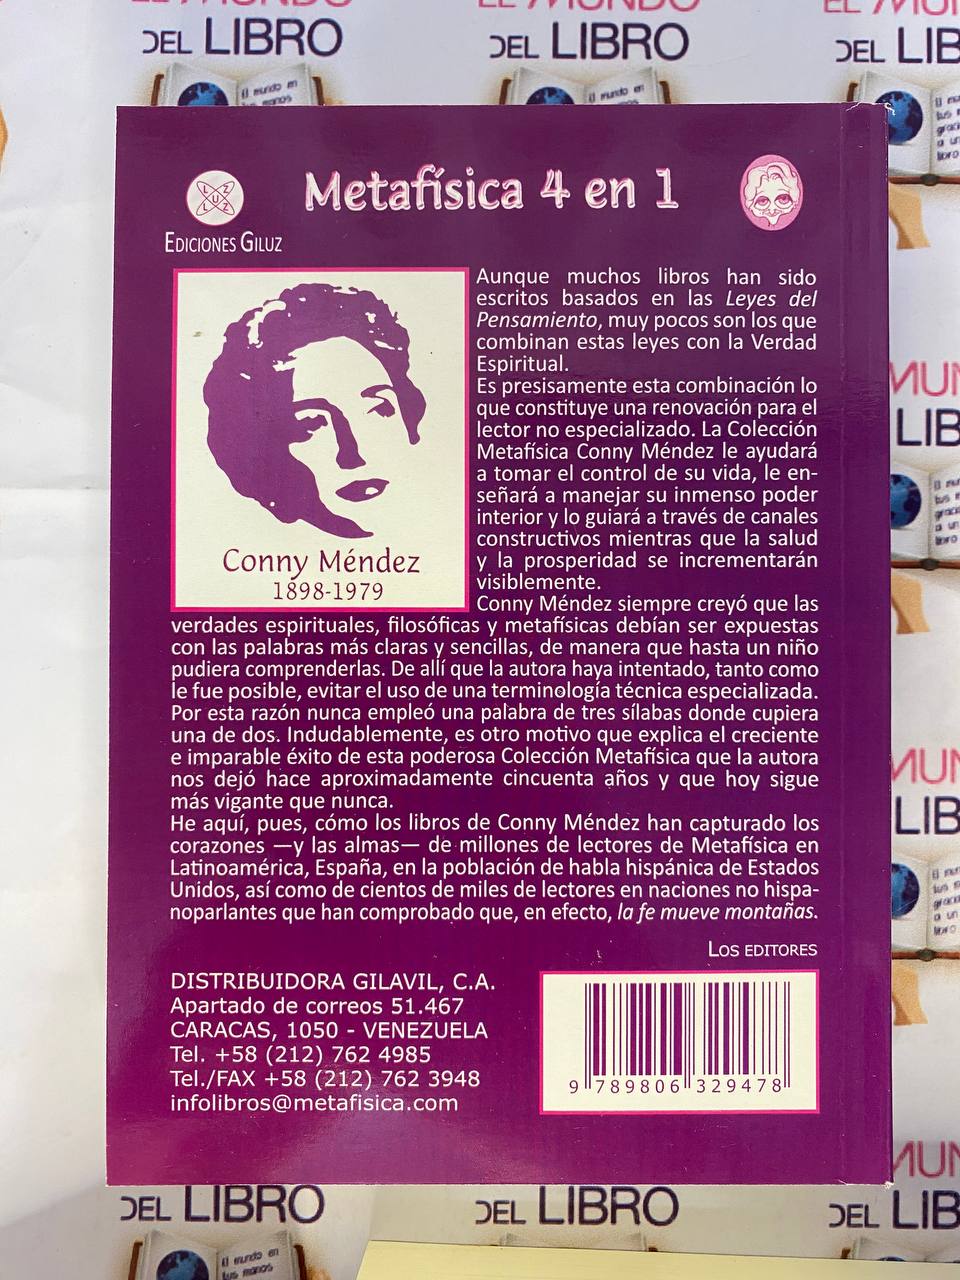 EL MUNDO
DEL LIBRO
El mundo en
DEL LIBRO
El mundo en
DEL LIBRO
Metafísica 4 en 1
LUZ
EDICIONES GILUZ
Aunque muchos libros han sido
escritos basados en las Leyes del
Pensamiento, muy pocos son los que
combinan estas leyes con la Verdad
Espiritual.
Es presisamente esta combinación lo
que constituye una renovación para el
lector no especializado. La Colección
Metafísica Conny Méndez le ayudará
a tomar el control de su vida, le en-
señará a manejar su inmenso poder
interior y lo guiará a través de canales
constructivos mientras que la salud
y la prosperidad se incrementarán
visiblemente.
Conny Méndez
1898-1979
Conny Méndez siempre creyó que las
verdades espirituales, filosóficas y metafísicas debían ser expuestas
con las palabras más claras y sencillas, de manera que hasta un niño
pudiera comprenderlas. De allí que la autora haya intentado, tanto como
le fue posible, evitar el uso de una terminología técnica especializada.
Por esta razón nunca empleó una palabra de tres sílabas donde cupiera
una de dos. Indudablemente, es otro motivo que explica el creciente
e imparable éxito de esta poderosa Colección Metafísica que la autora
nos dejó hace aproximadamente cincuenta años y que hoy sigue
más vigante que nunca.
He aquí, pues, cómo los libros de Conny Méndez han capturado los
corazones —y las almas— de millones de lectores de Metafísica en
Latinoamérica, España, en la población de habla hispánica de Estados
Unidos, así como de cientos de miles de lectores en naciones no hispa-
noparlantes que han comprobado que, en efecto, la fe mueve montañas.
LOS EDITORES
DISTRIBUIDORA GILAVIL, C.A.
Apartado de correos 51.467
CARACAS, 1050 - VENEZUELA
Tel. +58 (212) 762 4985
Tel./FAX +58 (212) 762 3948
infolibros@metafisica.com
9 789806 329478
DEL LIBRO
El mundo en
tus manos
DEL LIBRO
DEL LIB